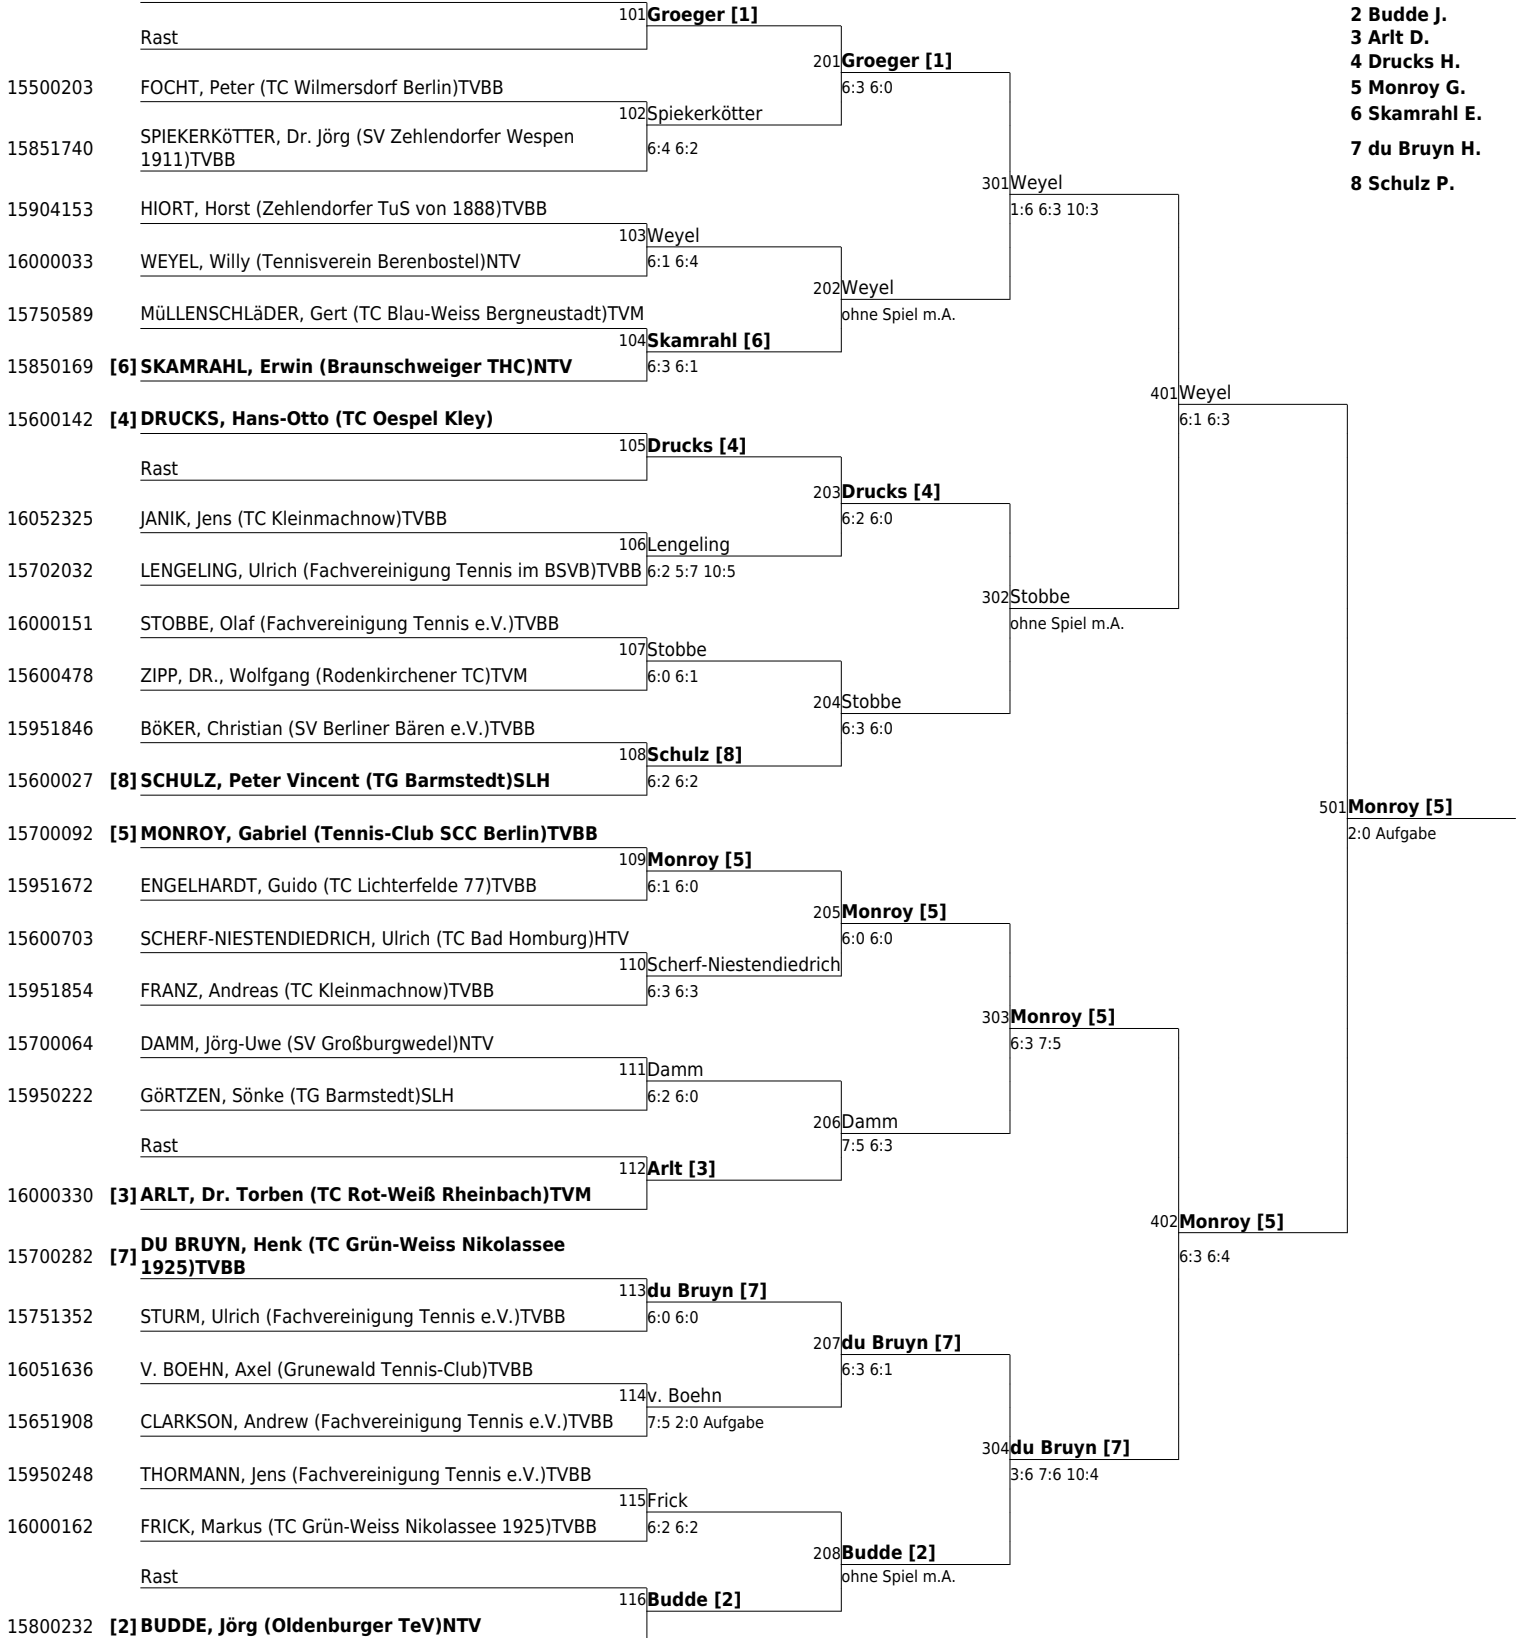 101 Groeger [1]
2 Budde J.
Rast
3 Arlt D.
201 Groeger [1]
4 Drucks H.
15500203 FOCHT, Peter (TC Wilmersdorf Berlin)TVBB
6:3 6:0
5 Monroy G.
102 Spiekerkötter
6 Skamrahl E.
15851740 SPIEKERKöTTER, Dr. Jörg (SV Zehlendorfer Wespen
1911)TVBB
6:4 6:2
7 du Bruyn H.
301 Weyel
8 Schulz P.
15904153 HIORT, Horst (Zehlendorfer TuS von 1888)TVBB
1:6 6:3 10:3
103 Weyel
16000033 WEYEL, Willy (Tennisverein Berenbostel)NTV
6:1 6:4
202 Weyel
15750589 MüLLENSCHLäDER, Gert (TC Blau-Weiss Bergneustadt)TVM
ohne Spiel m.A.
104 Skamrahl [6]
15850169 [6] SKAMRAHL, Erwin (Braunschweiger THC)NTV
6:3 6:1
401 Weyel
15600142 [4] DRUCKS, Hans-Otto (TC Oespel Kley)
6:1 6:3
105 Drucks [4]
Rast
203 Drucks [4]
16052325 JANIK, Jens (TC Kleinmachnow)TVBB
6:2 6:0
106 Lengeling
15702032 LENGELING, Ulrich (Fachvereinigung Tennis im BSVB)TVBB
6:2 5:7 10:5
302 Stobbe
16000151 STOBBE, Olaf (Fachvereinigung Tennis e.V.)TVBB
ohne Spiel m.A.
107 Stobbe
15600478 ZIPP, DR., Wolfgang (Rodenkirchener TC)TVM
6:0 6:1
204 Stobbe
15951846 BöKER, Christian (SV Berliner Bären e.V.)TVBB
6:3 6:0
108 Schulz [8]
15600027 [8] SCHULZ, Peter Vincent (TG Barmstedt)SLH
6:2 6:2
501 Monroy [5]
15700092 [5] MONROY, Gabriel (Tennis-Club SCC Berlin)TVBB
2:0 Aufgabe
109 Monroy [5]
15951672 ENGELHARDT, Guido (TC Lichterfelde 77)TVBB
6:1 6:0
205 Monroy [5]
15600703 SCHERF-NIESTENDIEDRICH, Ulrich (TC Bad Homburg)HTV
6:0 6:0
110 Scherf-Niestendiedrich
15951854 FRANZ, Andreas (TC Kleinmachnow)TVBB
6:3 6:3
303 Monroy [5]
15700064 DAMM, Jörg-Uwe (SV Großburgwedel)NTV
6:3 7:5
111 Damm
15950222 GöRTZEN, Sönke (TG Barmstedt)SLH
6:2 6:0
206 Damm
Rast
7:5 6:3
112 Arlt [3]
16000330 [3] ARLT, Dr. Torben (TC Rot-Weiß Rheinbach)TVM
402 Monroy [5]
15700282 [7] DU BRUYN, Henk (TC Grün-Weiss Nikolassee
1925)TVBB
6:3 6:4
113 du Bruyn [7]
15751352 STURM, Ulrich (Fachvereinigung Tennis e.V.)TVBB
6:0 6:0
207 du Bruyn [7]
16051636 V. BOEHN, Axel (Grunewald Tennis-Club)TVBB
6:3 6:1
114 v. Boehn
15651908 CLARKSON, Andrew (Fachvereinigung Tennis e.V.)TVBB
7:5 2:0 Aufgabe
304 du Bruyn [7]
15950248 THORMANN, Jens (Fachvereinigung Tennis e.V.)TVBB
3:6 7:6 10:4
115 Frick
16000162 FRICK, Markus (TC Grün-Weiss Nikolassee 1925)TVBB
6:2 6:2
208 Budde [2]
Rast
ohne Spiel m.A.
116 Budde [2]
15800232 [2] BUDDE, Jörg (Oldenburger TeV)NTV